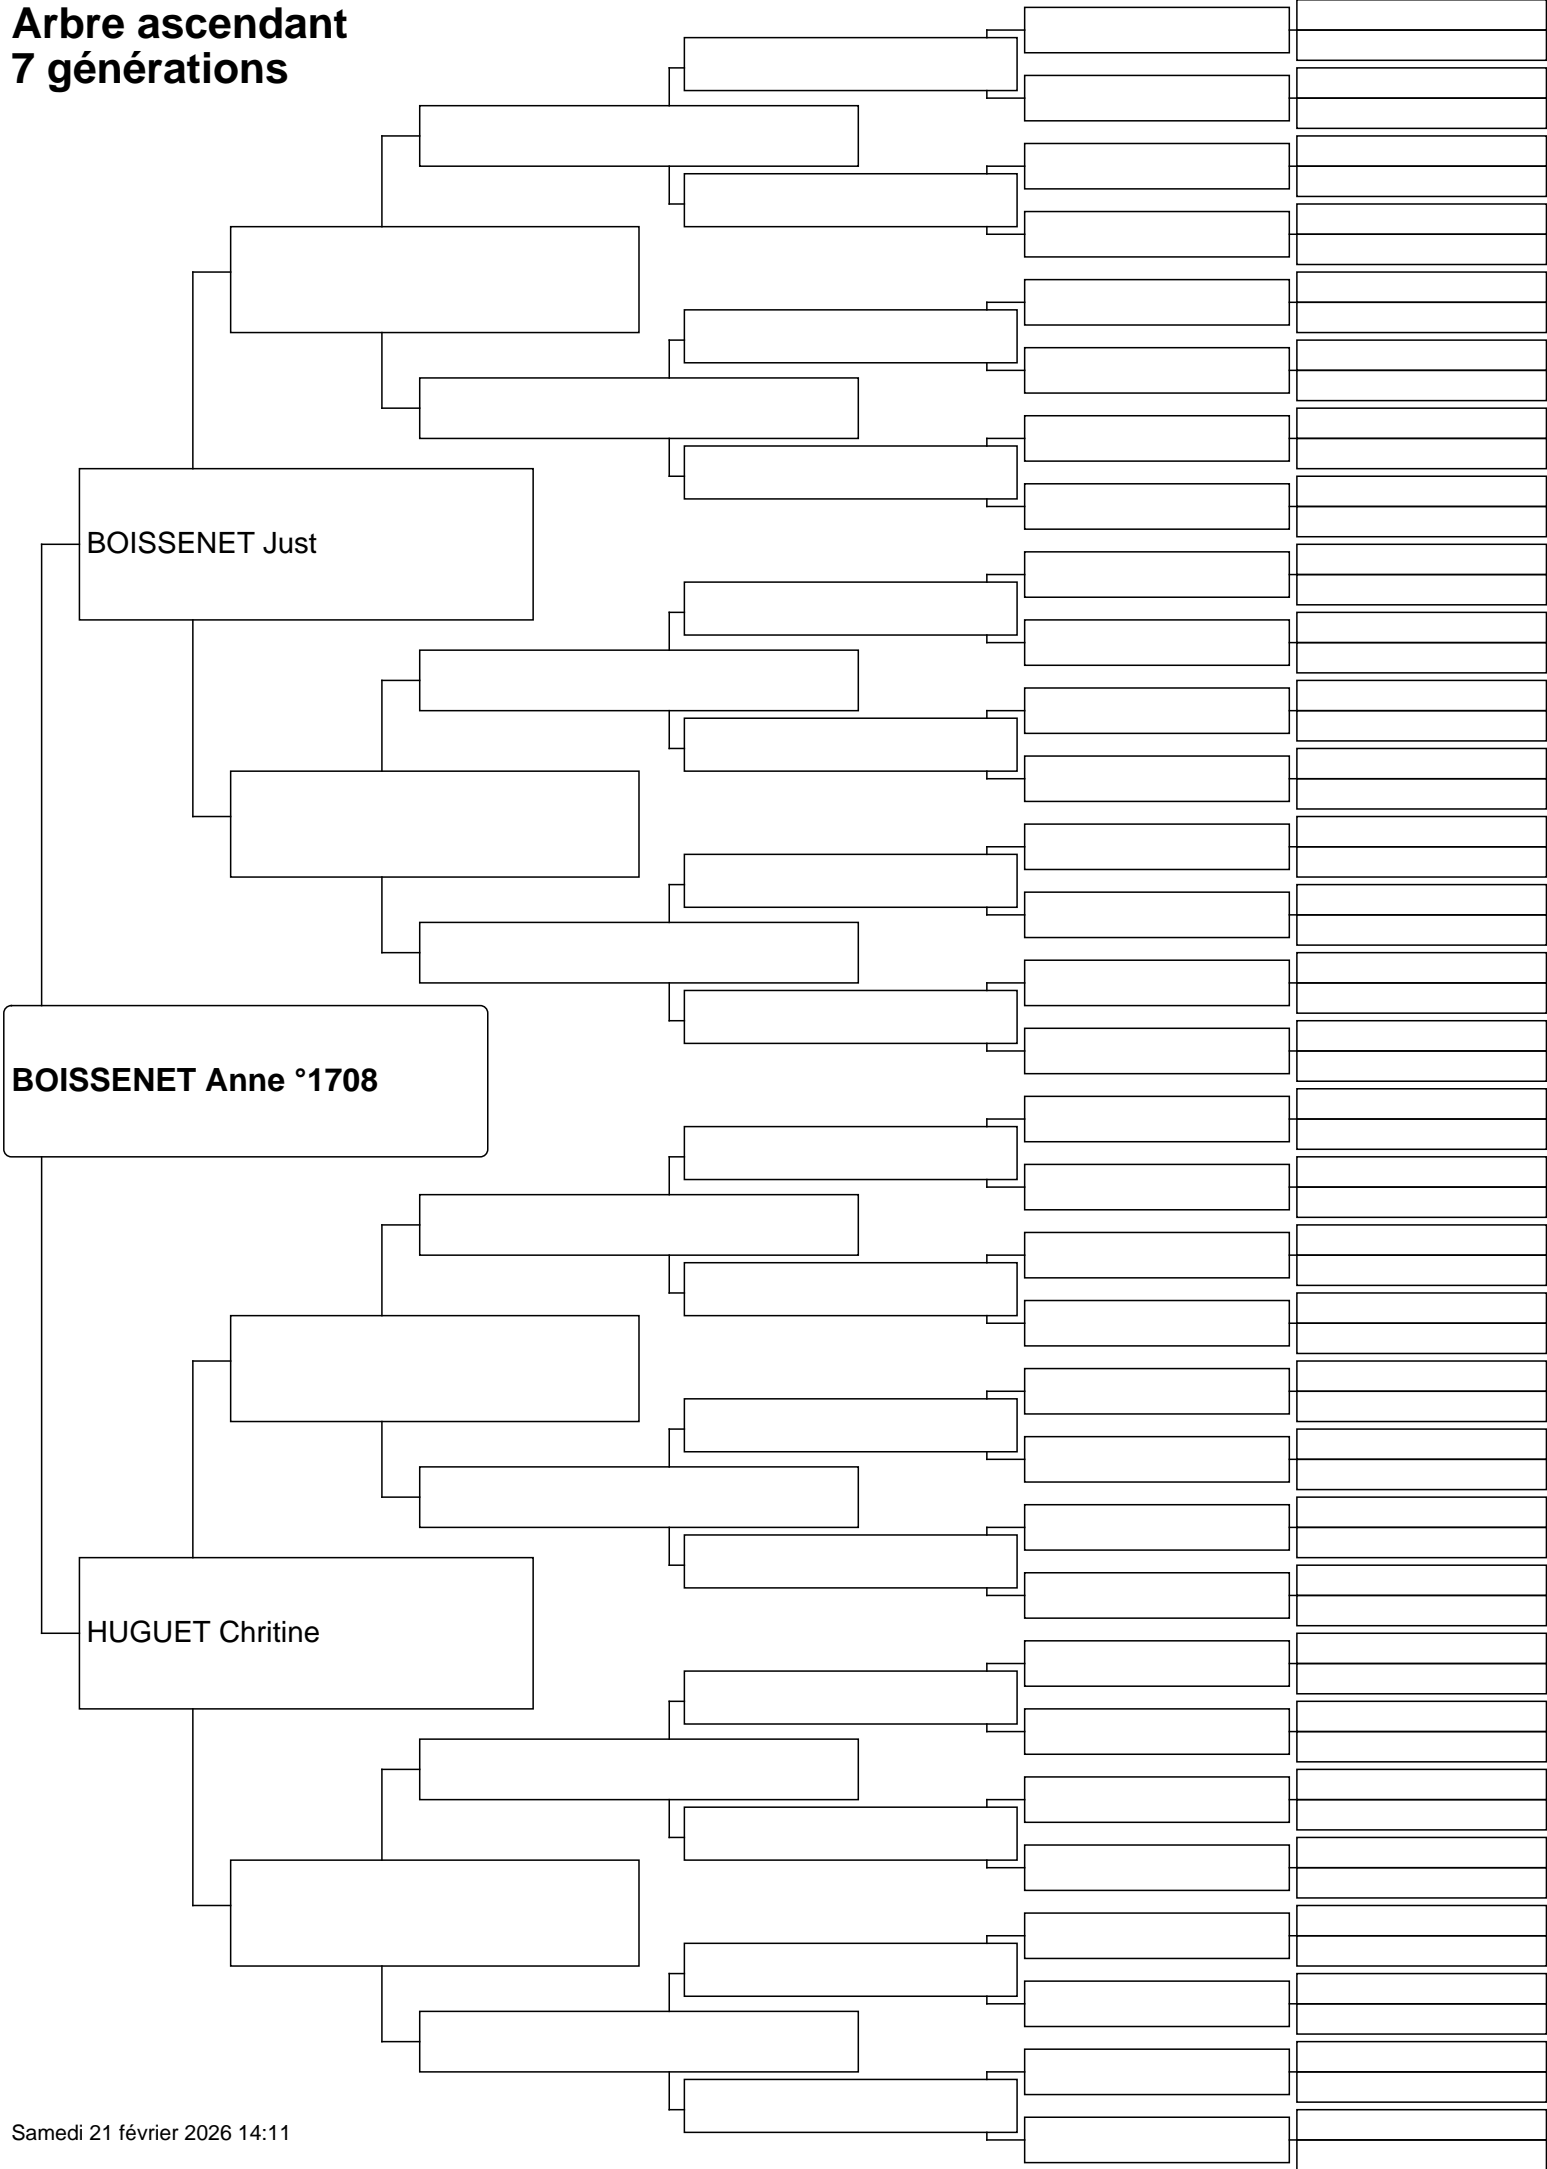 Arbre ascendant
7 générations
BOISSENET Just
BOISSENET Anne °1708
HUGUET Chritine
Samedi 21 février 2026 14:11